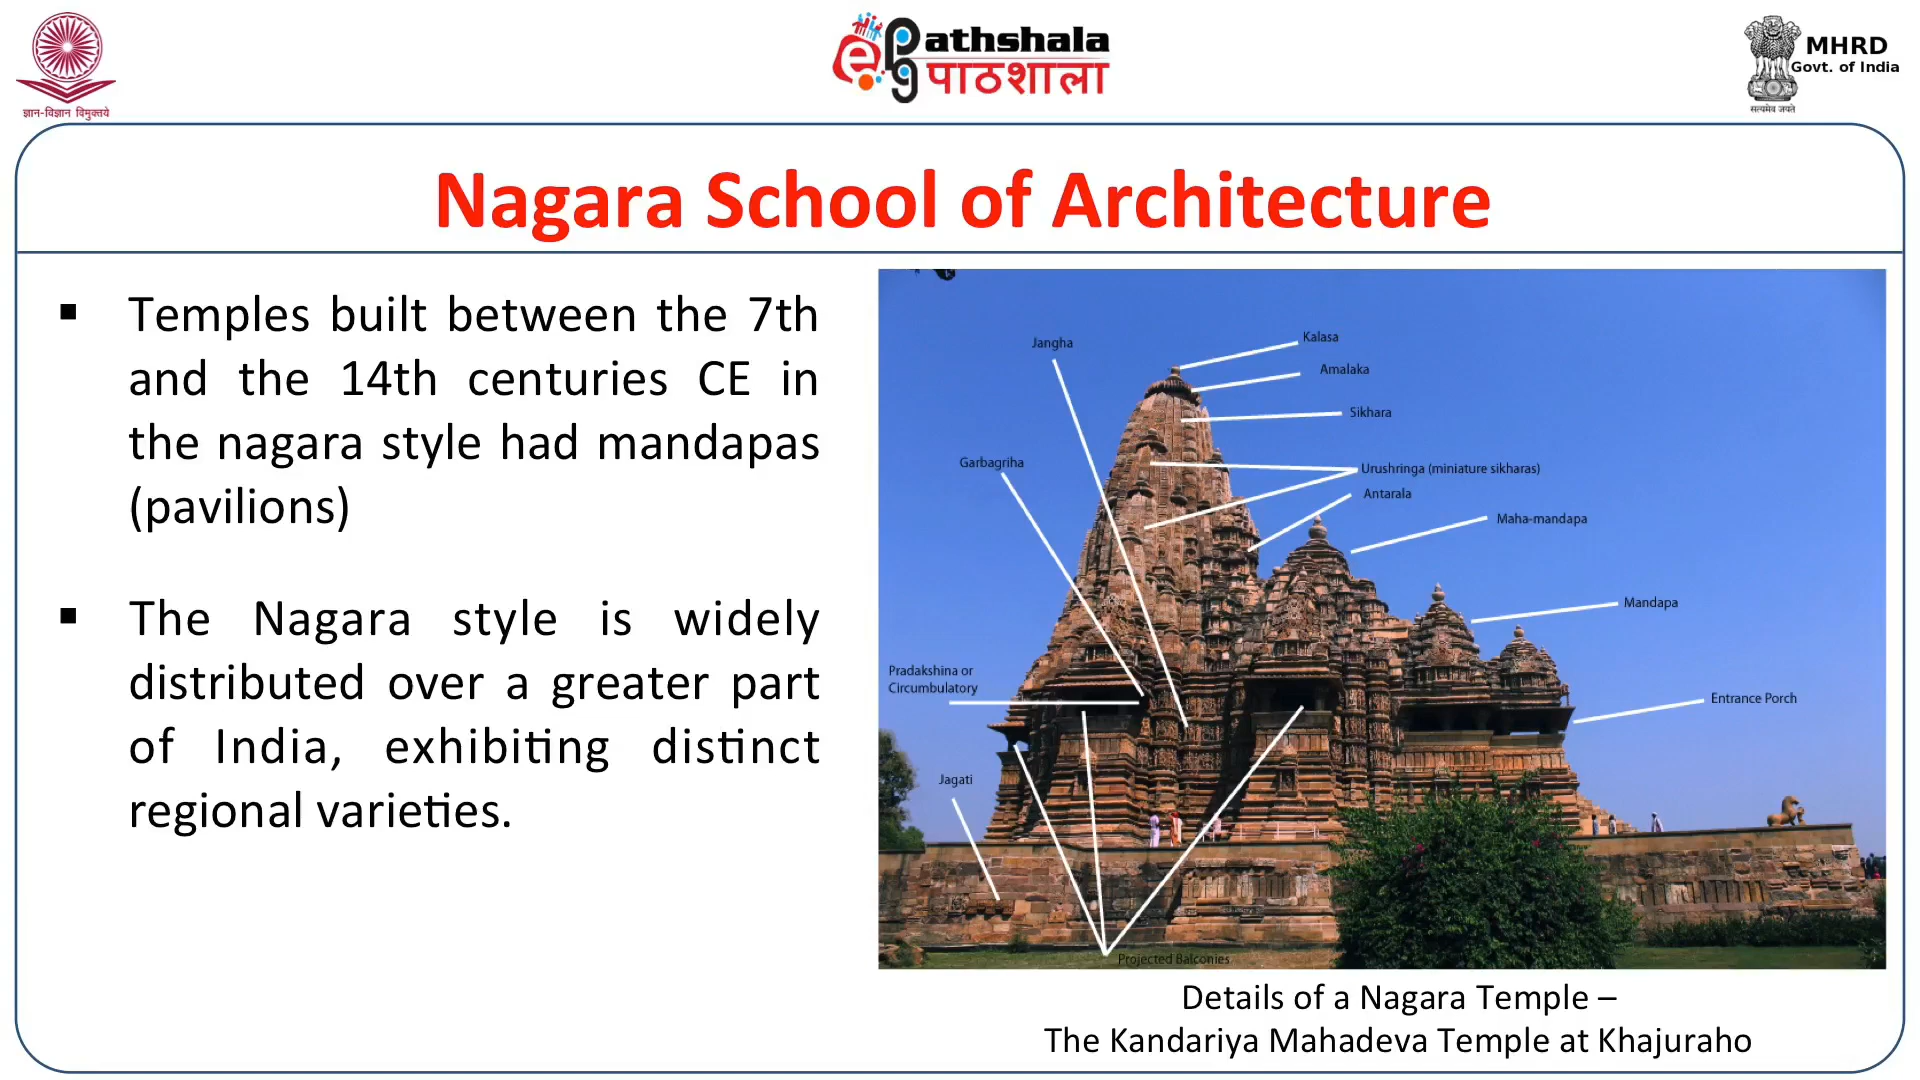 ज्ञान-विज्ञान विमुक्तये
ePG Pathshala
पाठशाला
MHRD
Govt. of India
सत्यमेव जयते
Nagara School of Architecture
▪ Temples built between the 7th
and the 14th centuries CE in
the nagara style had mandapas
(pavilions)
▪ The Nagara style is widely
distributed over a greater part
of India, exhibiting distinct
regional varieties.
Jangha
Kalasa
Amalaka
Sikhara
Garbagriha
Urushringa (miniature sikharas)
Antarala
Maha-mandapa
Mandapa
Pradakshina or
Circumbulatory
Entrance Porch
Jagati
Projected Balconies
Details of a Nagara Temple –
The Kandariya Mahadeva Temple at Khajuraho